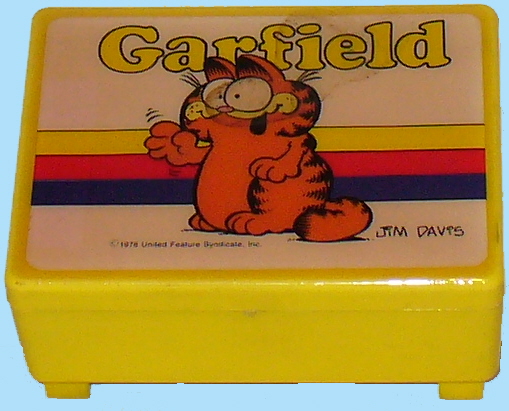 Garfield
JIM DAVIS
© 1978 United Feature Syndicate, Inc.